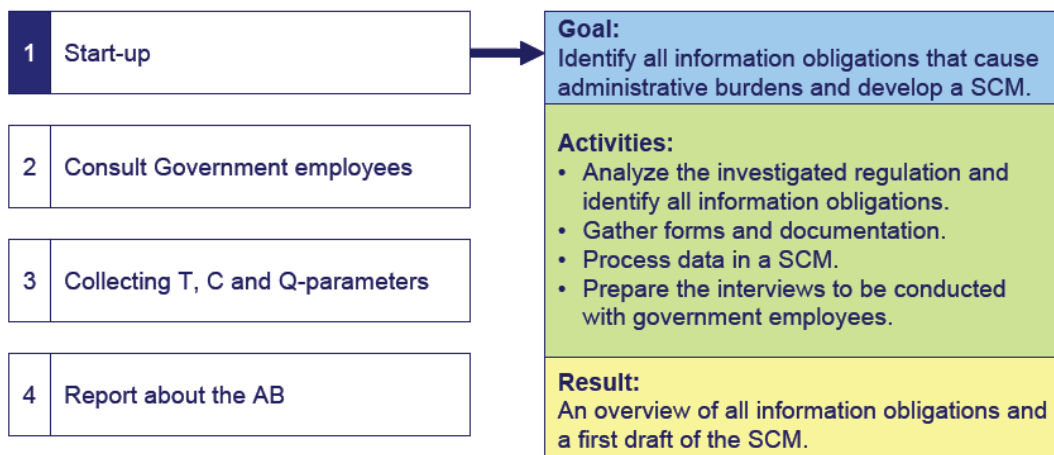 1 Start-up
2 Consult Government employees
3 Collecting T, C and Q-parameters
4 Report about the AB
Goal:
Identify all information obligations that cause
administrative burdens and develop a SCM.
Activities:
• Analyze the investigated regulation and
identify all information obligations.
• Gather forms and documentation.
• Process data in a SCM.
• Prepare the interviews to be conducted
with government employees.
Result:
An overview of all information obligations and
a first draft of the SCM.